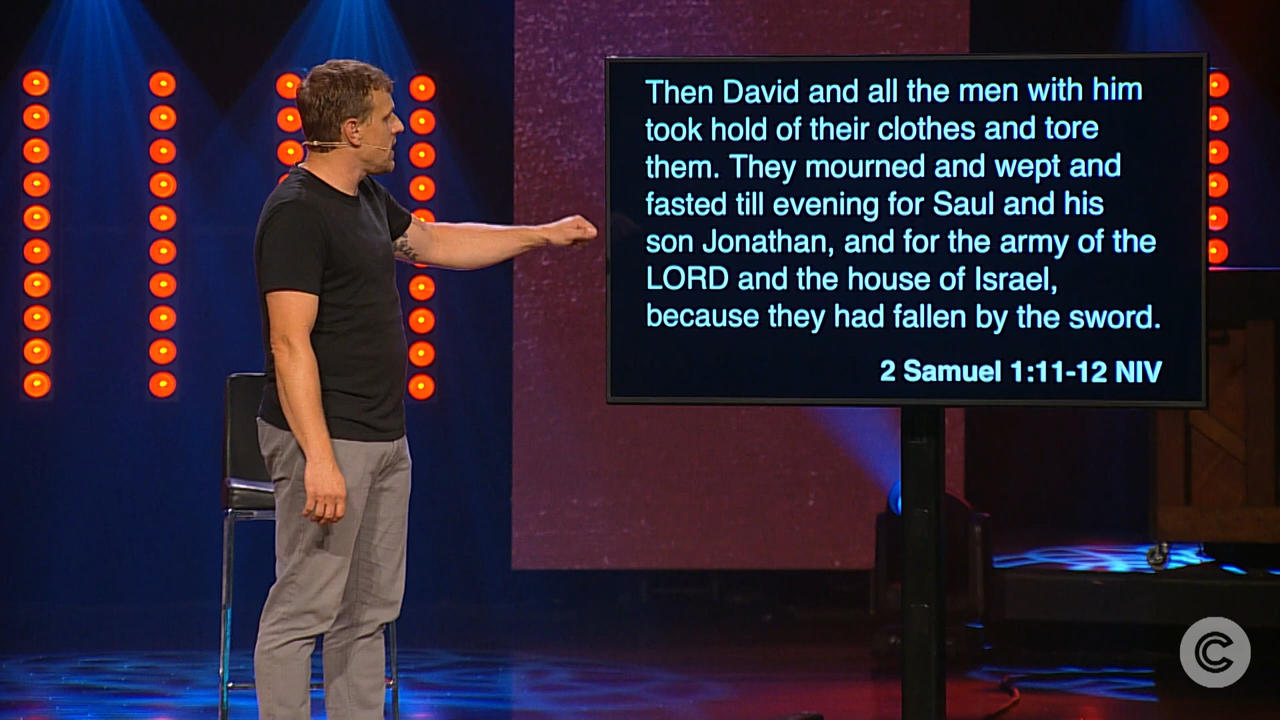 Then David and all the men with him
took hold of their clothes and tore
them. They mourned and wept and
fasted till evening for Saul and his
son Jonathan, and for the army of the
LORD and the house of Israel,
because they had fallen by the sword.
2 Samuel 1:11-12 NIV
C